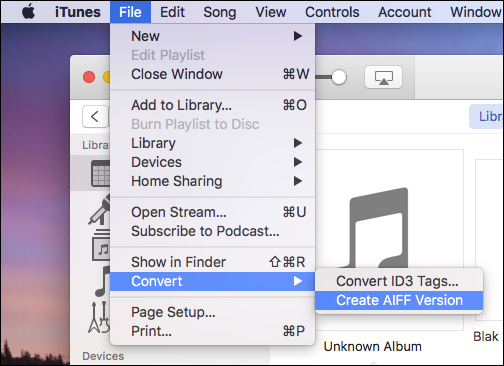 iTunes File Edit Song View Controls Account Window
New
Edit Playlist
Close Window ⌘W
Add to Library... ⌘O
Burn Playlist to Disc
Library
Devices
Home Sharing
Open Stream... ⌘U
Subscribe to Podcast...
Show in Finder ⇧⌘R
Convert
Convert ID3 Tags...
Create AIFF Version
Page Setup...
Print... ⌘P
Libra
Libr
Unknown Album
Blak
Devices